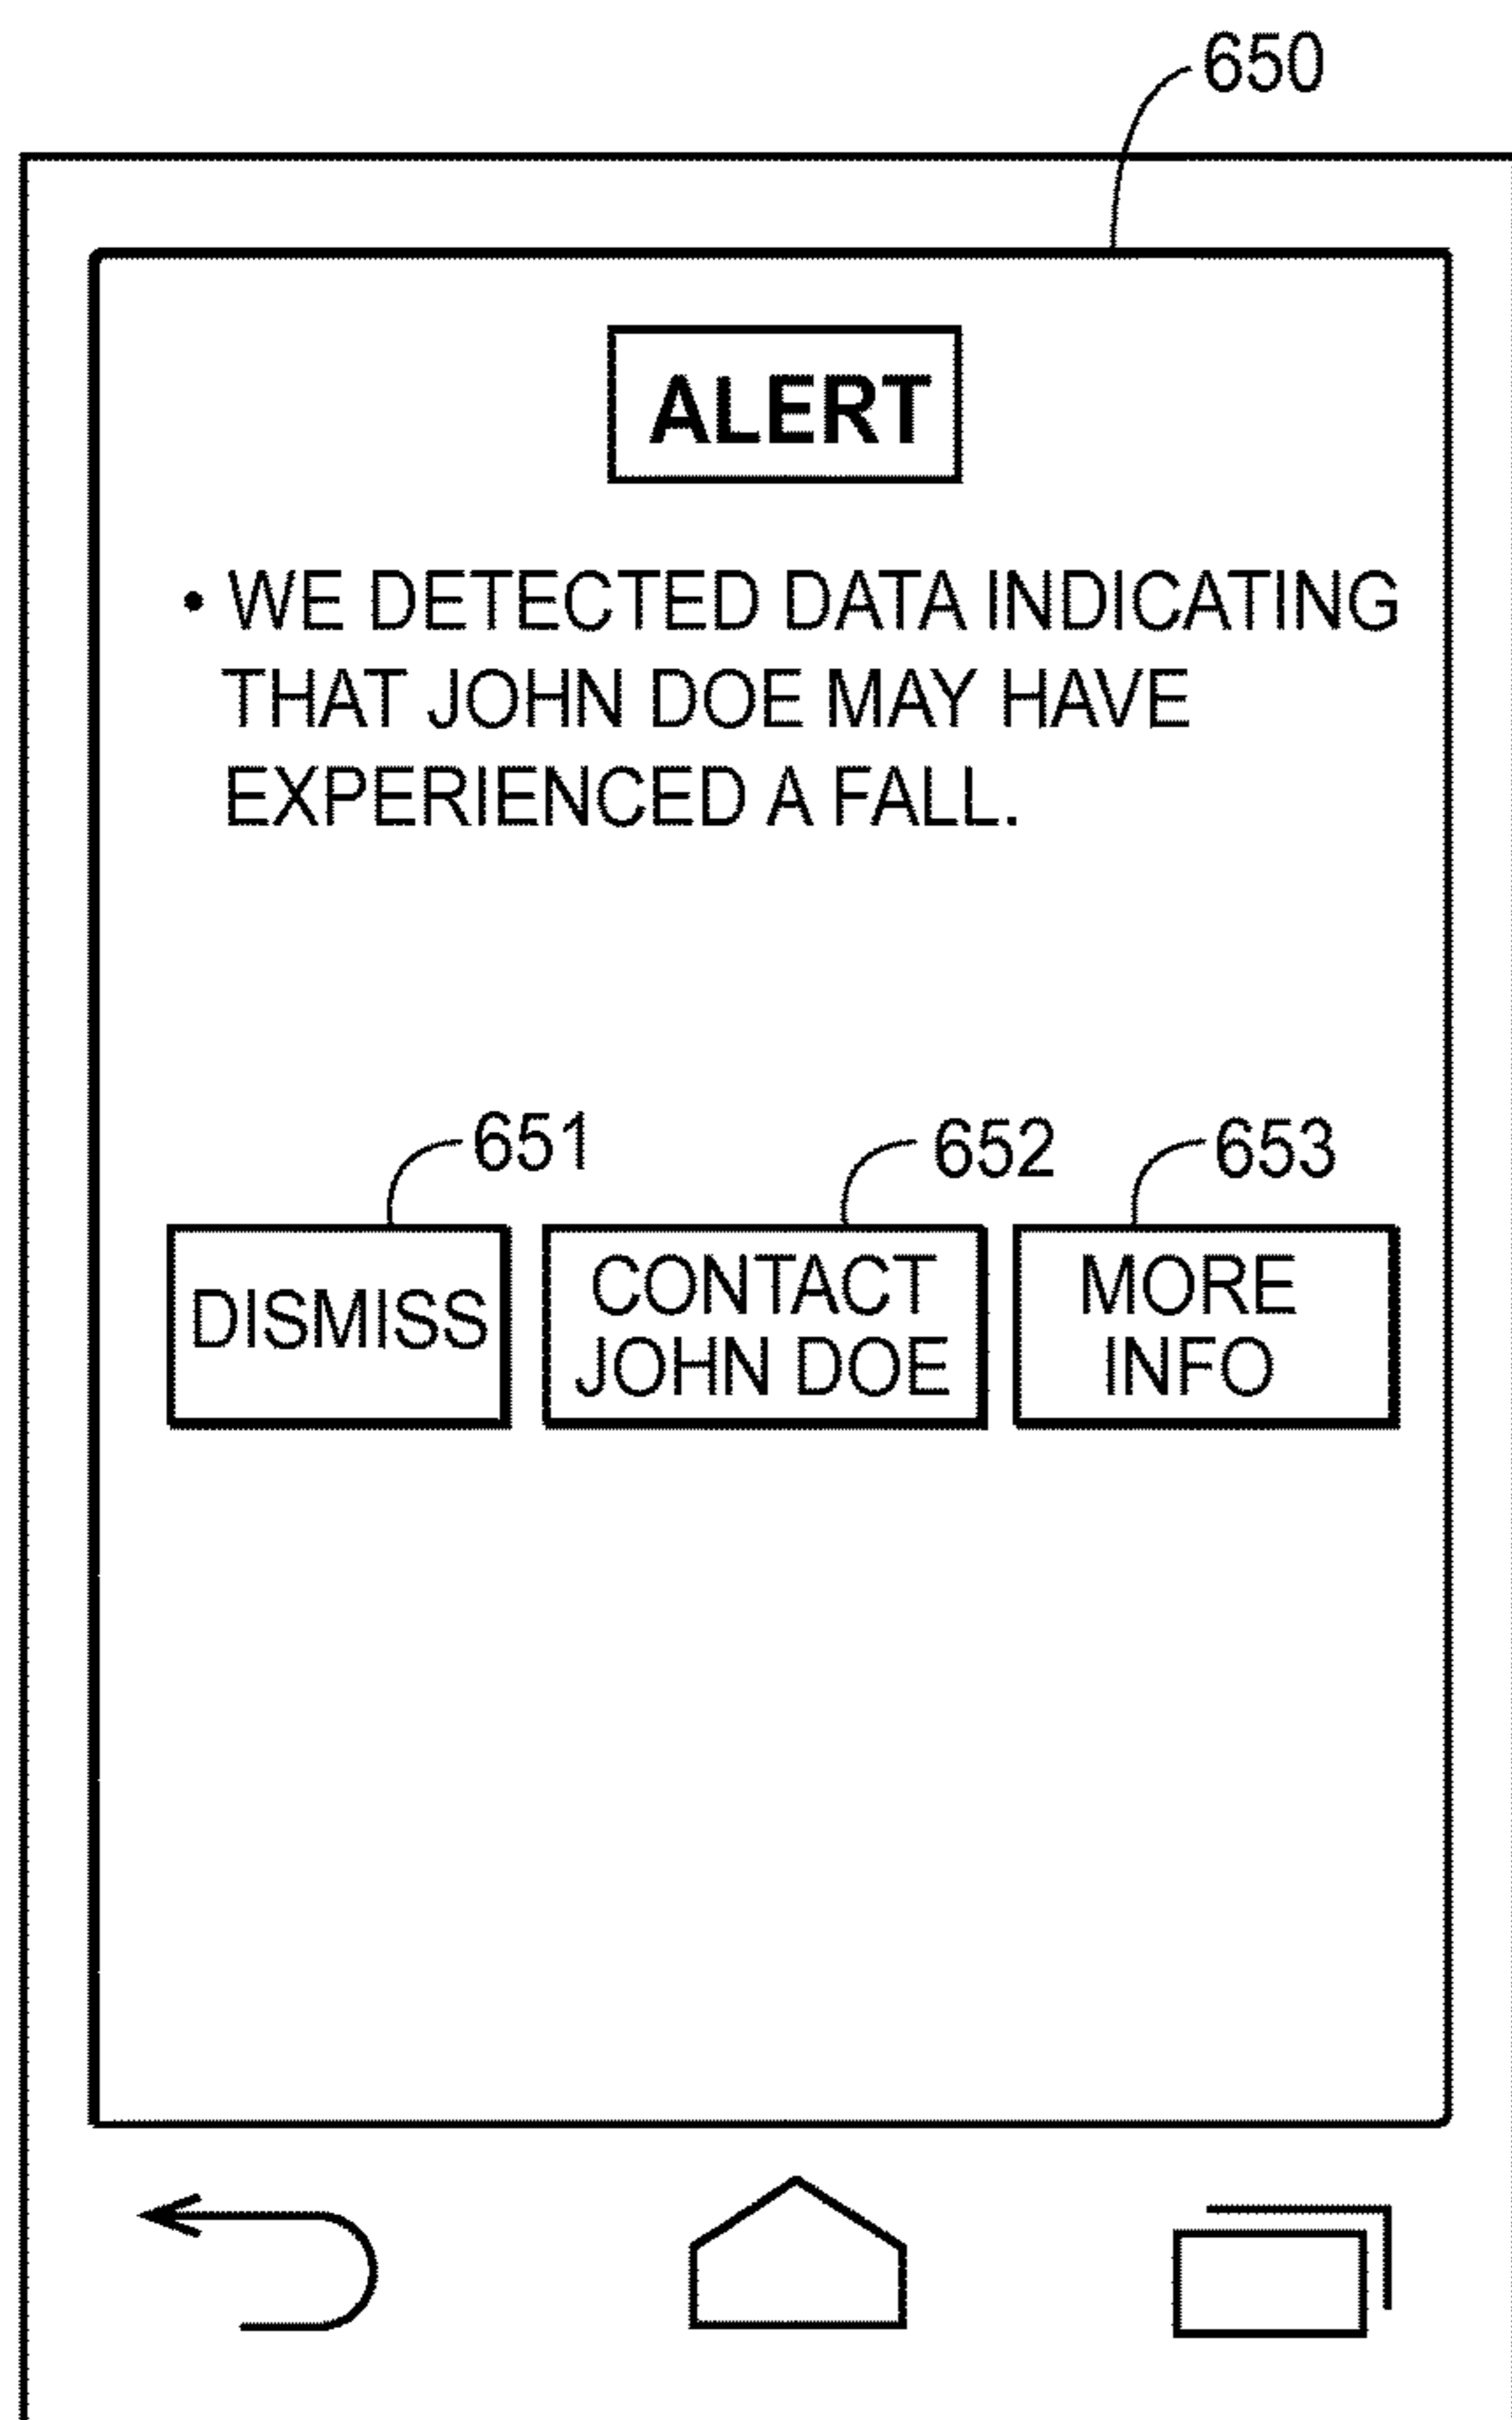 650
ALERT
• WE DETECTED DATA INDICATING
THAT JOHN DOE MAY HAVE
EXPERIENCED A FALL.
651
652
653
DISMISS
CONTACT
JOHN DOE
MORE
INFO